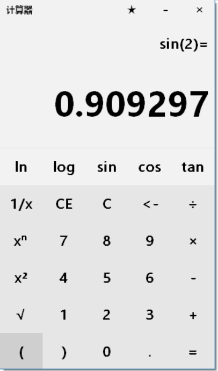 计算器 ★ - ×
sin(2)=
0.909297
ln log sin cos tan
1/x CE C <- ÷
xⁿ 7 8 9 ×
x² 4 5 6 -
√ 1 2 3 +
( ) 0 . =